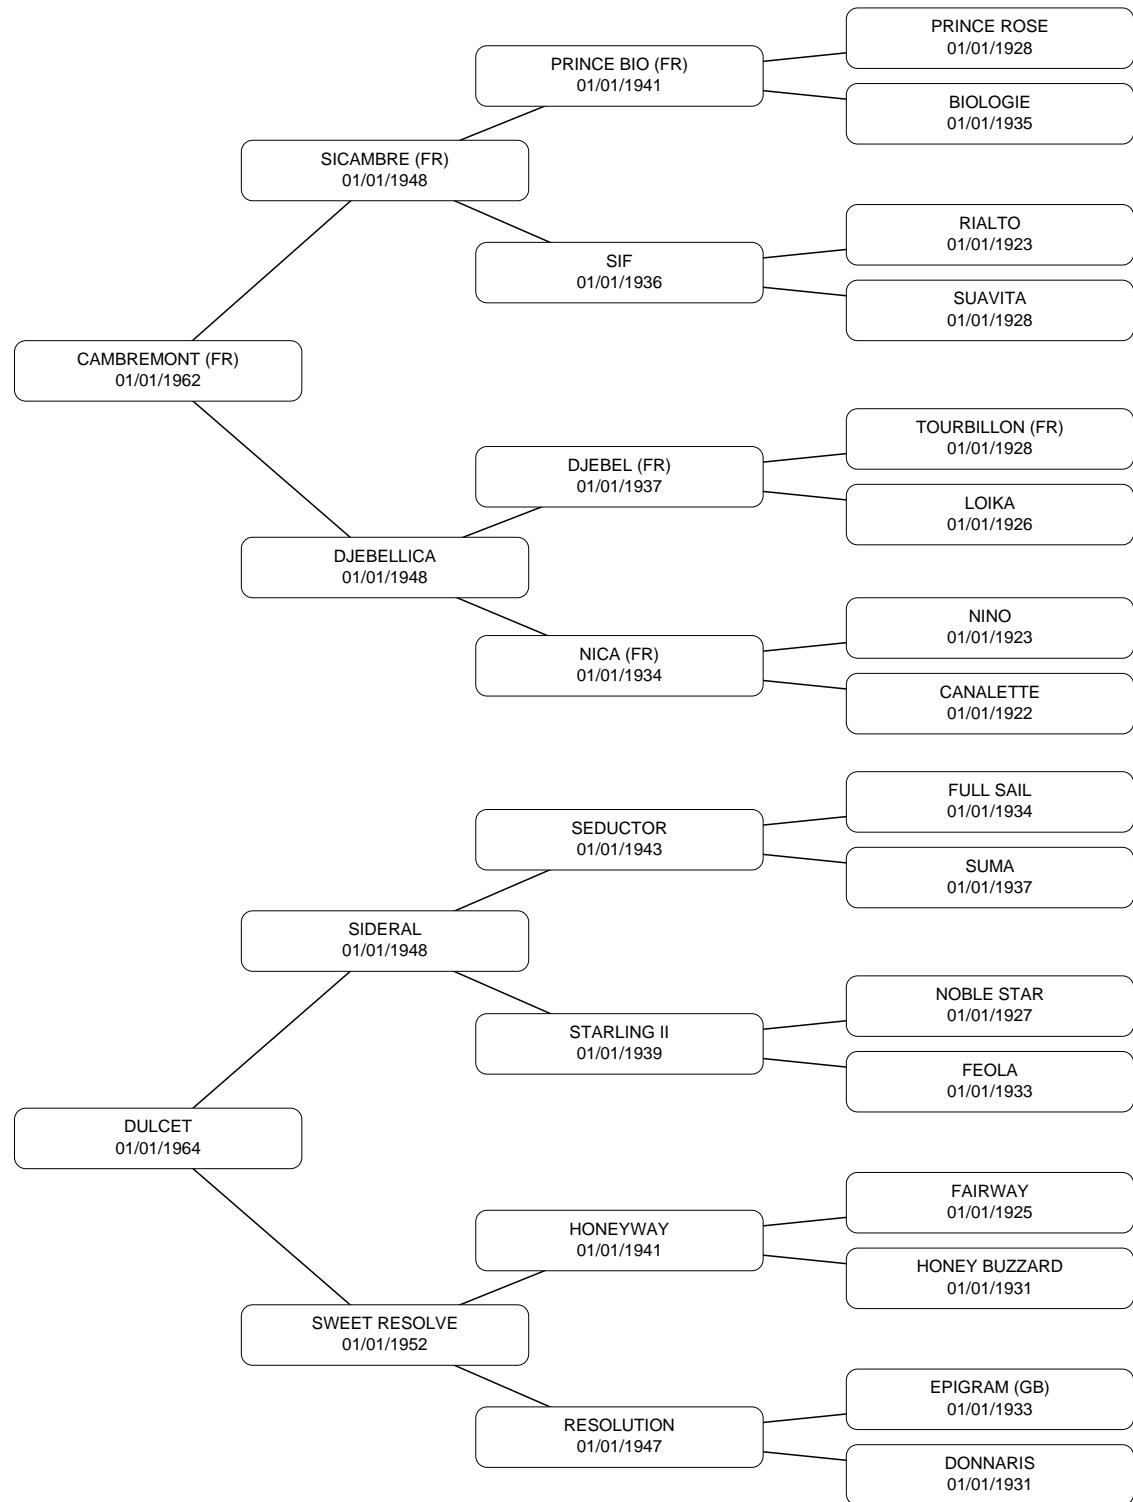 PRINCE ROSE
01/01/1928
PRINCE BIO (FR)
01/01/1941
BIOLOGIE
01/01/1935
SICAMBRE (FR)
01/01/1948
RIALTO
01/01/1923
SIF
01/01/1936
SUAVITA
01/01/1928
CAMBREMONT (FR)
01/01/1962
TOURBILLON (FR)
01/01/1928
DJEBEL (FR)
01/01/1937
LOIKA
01/01/1926
DJEBELLICA
01/01/1948
NINO
01/01/1923
NICA (FR)
01/01/1934
CANALETTE
01/01/1922
FULL SAIL
01/01/1934
SEDUCTOR
01/01/1943
SUMA
01/01/1937
SIDERAL
01/01/1948
NOBLE STAR
01/01/1927
STARLING II
01/01/1939
FEOLA
01/01/1933
DULCET
01/01/1964
FAIRWAY
01/01/1925
HONEYWAY
01/01/1941
HONEY BUZZARD
01/01/1931
SWEET RESOLVE
01/01/1952
EPIGRAM (GB)
01/01/1933
RESOLUTION
01/01/1947
DONNARIS
01/01/1931